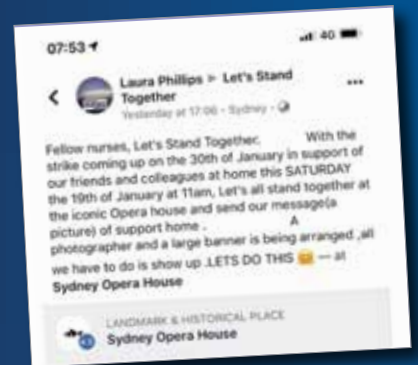 07:53
4G
Laura Phillips ▸ Let's Stand
Together
Yesterday at 17:06 · Sydney ·
Fellow nurses, Let's Stand Together. With the
strike coming up on the 30th of January in support of
our friends and colleagues at home this SATURDAY
the 19th of January at 11am, Let's all stand together at
the iconic Opera house and send our message(a
picture) of support home . A
photographer and a large banner is being arranged ,all
we have to do is show up .LETS DO THIS 😊 — at
Sydney Opera House
LANDMARK & HISTORICAL PLACE
Sydney Opera House